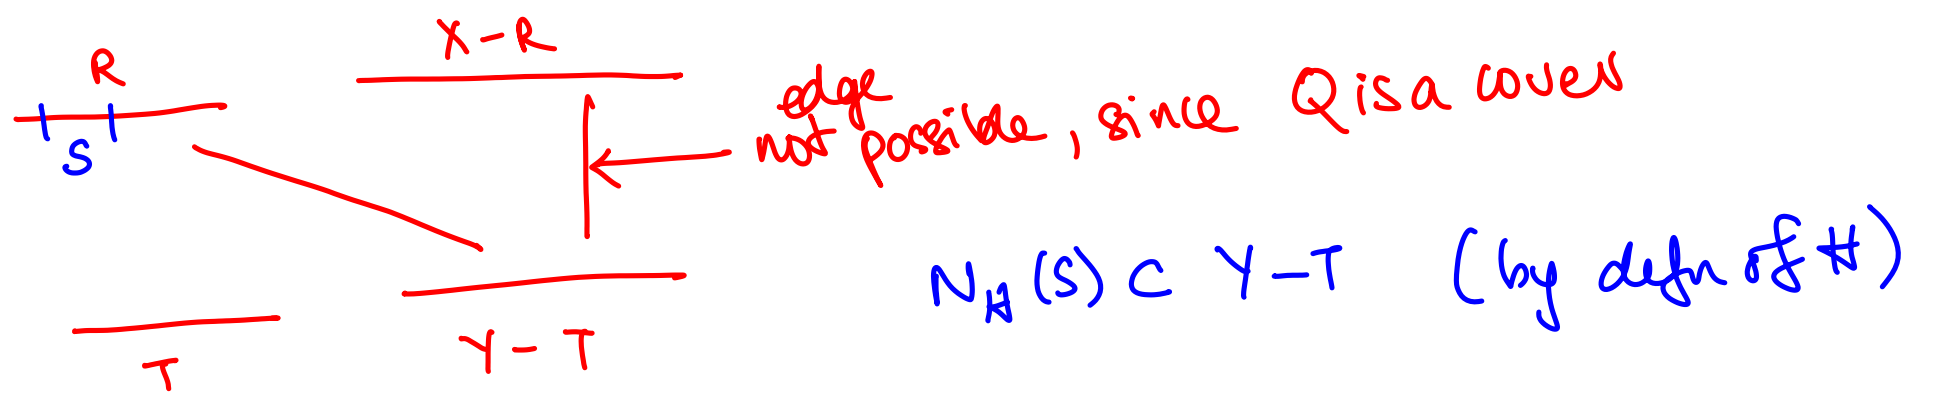 R
X - R
S
edge
not possible, since Q is a cover
N_H (S) ⊂ Y - T (by defn of H)
T
Y - T